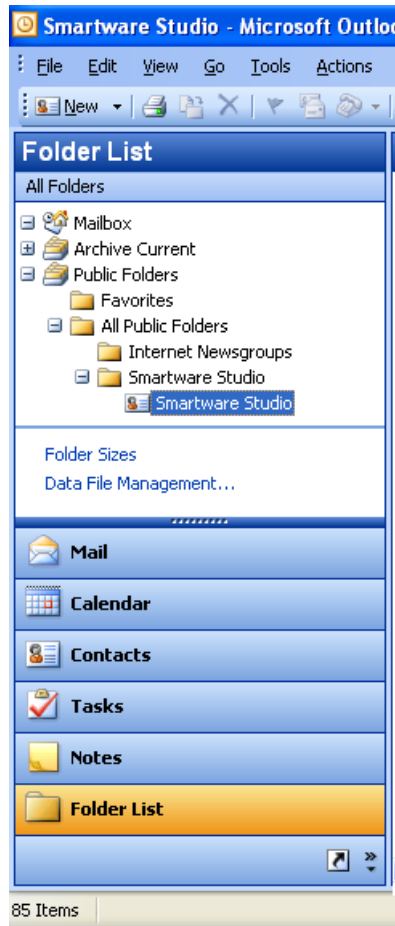 Smartware Studio - Microsoft Outlo
File Edit View Go Tools Actions
New
Folder List
All Folders
Mailbox
Archive Current
Public Folders
Favorites
All Public Folders
Internet Newsgroups
Smartware Studio
Smartware Studio
Folder Sizes
Data File Management...
Mail
Calendar
Contacts
Tasks
Notes
Folder List
85 Items